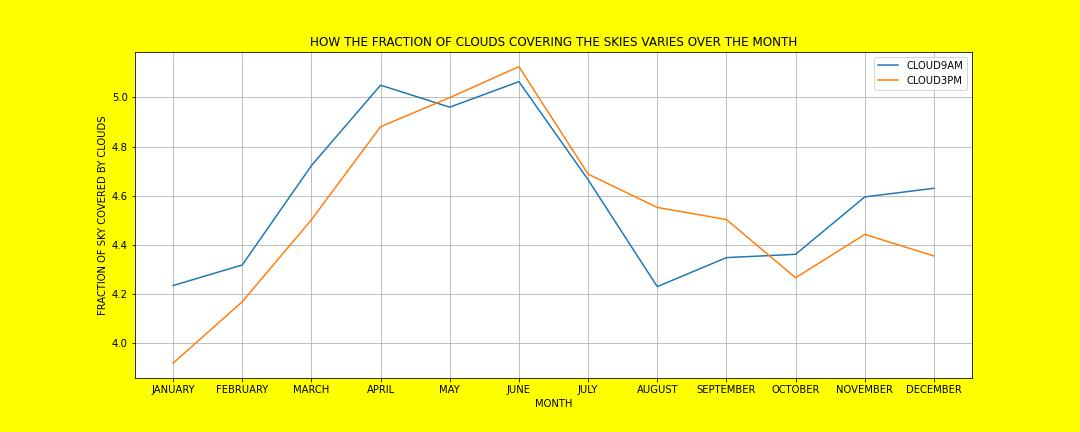 HOW THE FRACTION OF CLOUDS COVERING THE SKIES VARIES OVER THE MONTH
CLOUD9AM
CLOUD3PM
FRACTION OF SKY COVERED BY CLOUDS
5.0
4.8
4.6
4.4
4.2
4.0
JANUARY FEBRUARY MARCH APRIL MAY JUNE JULY AUGUST SEPTEMBER OCTOBER NOVEMBER DECEMBER
MONTH